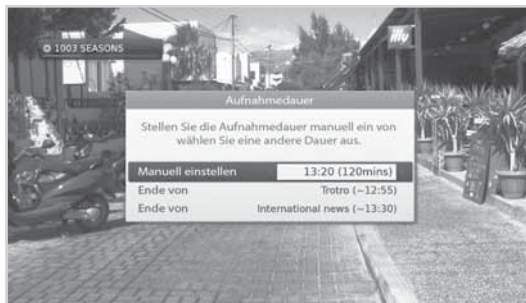 illy
1003 SEASONS
Aufnahmedauer
Stellen Sie die Aufnahmedauer manuell ein von
wählen Sie eine andere Dauer aus.
Manuell einstellen 13:20 (120mins)
Ende von Trotro (~12:55)
Ende von International news (~13:30)